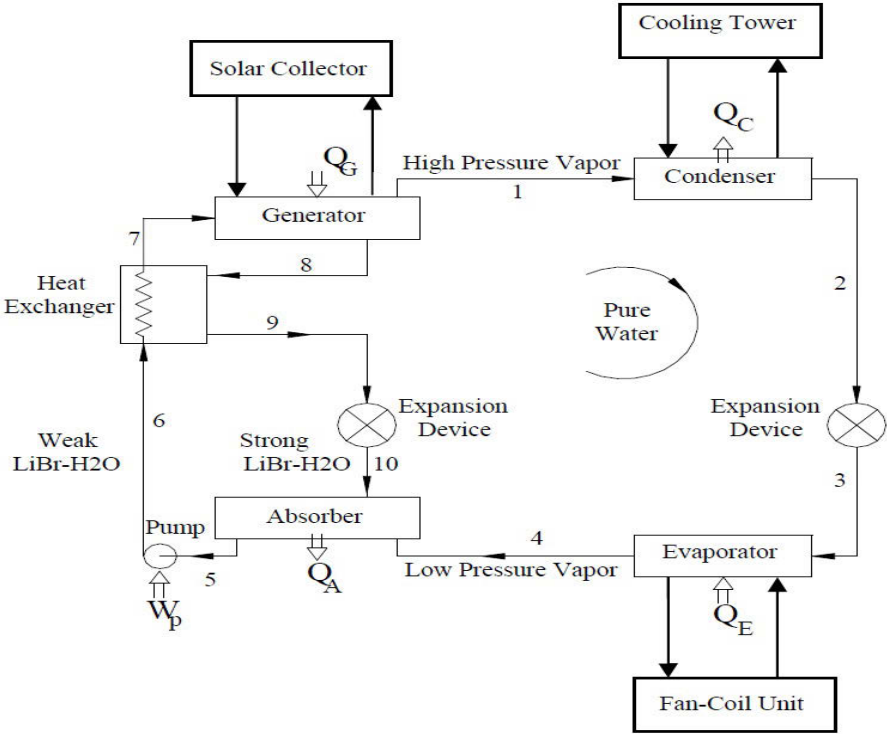 Cooling Tower
Solar Collector
QC
QG
High Pressure Vapor
Condenser
1
Generator
7
8
Heat
Exchanger
2
Pure
Water
9
Expansion
Device
Expansion
Device
6
Weak
LiBr-H2O
Strong
LiBr-H2O
10
3
Absorber
Pump
4
Evaporator
5
QA
Low Pressure Vapor
Wp
QE
Fan-Coil Unit